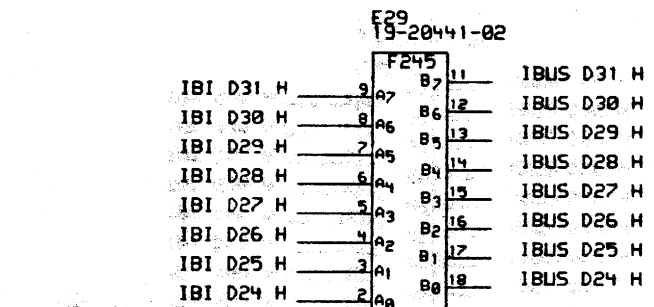 E29
19-20441-02
F245
IBI D31 H 9 A7 B7 11 IBUS D31 H
IBI D30 H 8 A6 B6 12 IBUS D30 H
IBI D29 H 7 A5 B5 13 IBUS D29 H
IBI D28 H 6 A4 B4 14 IBUS D28 H
IBI D27 H 5 A3 B3 15 IBUS D27 H
IBI D26 H 4 A2 B2 16 IBUS D26 H
IBI D25 H 3 A1 B1 17 IBUS D25 H
IBI D24 H 2 A0 B0 18 IBUS D24 H